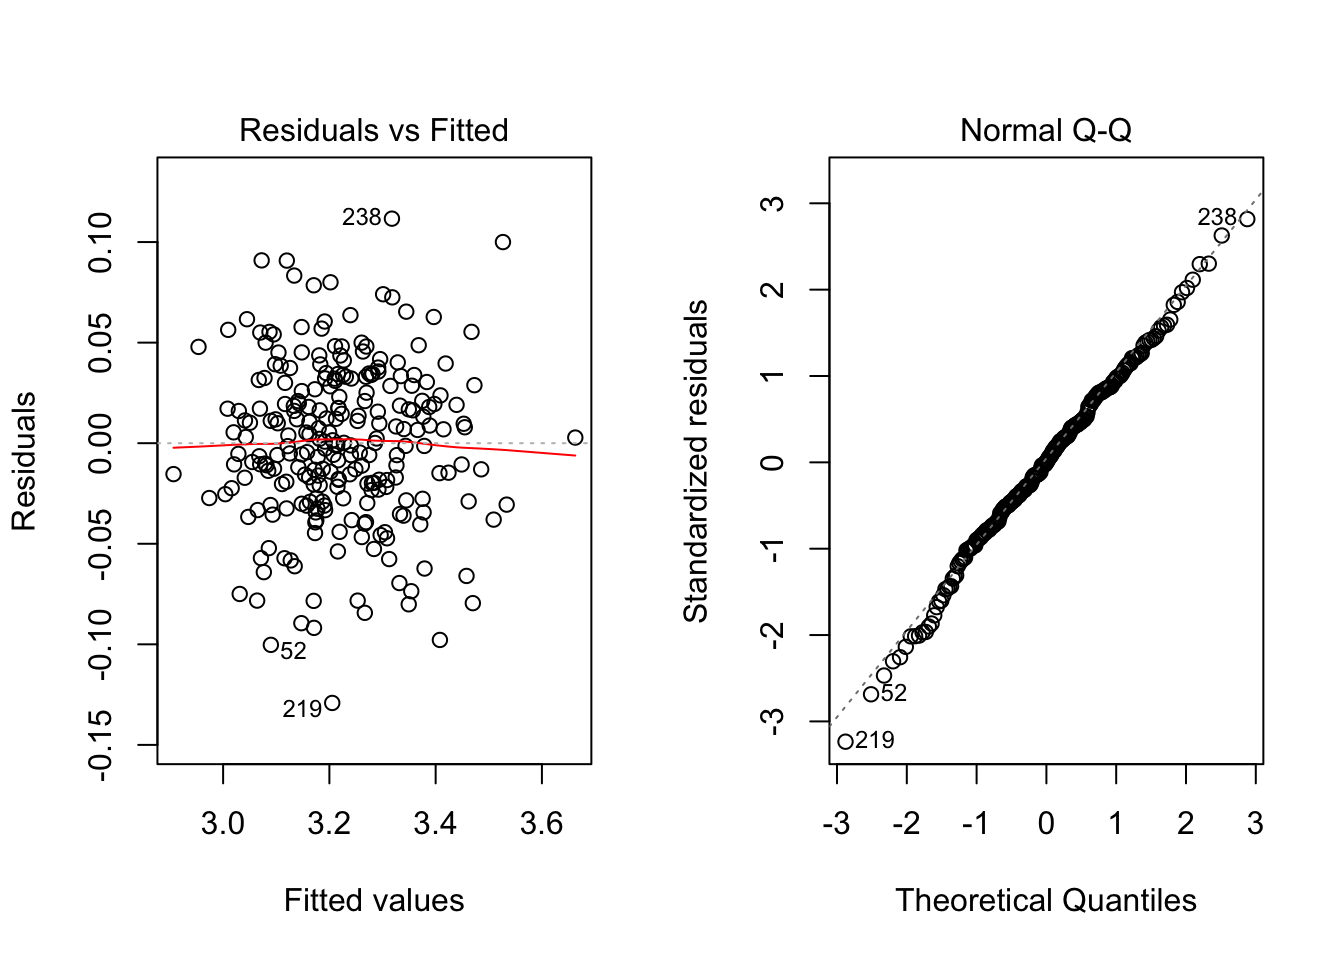 Residuals vs Fitted
Residuals
0.10
0.05
0.00
-0.05
-0.10
-0.15
238
52
219
3.0 3.2 3.4 3.6
Fitted values
Normal Q-Q
Standardized residuals
3
2
1
0
-1
-2
-3
238
52
219
-3 -2 -1 0 1 2 3
Theoretical Quantiles